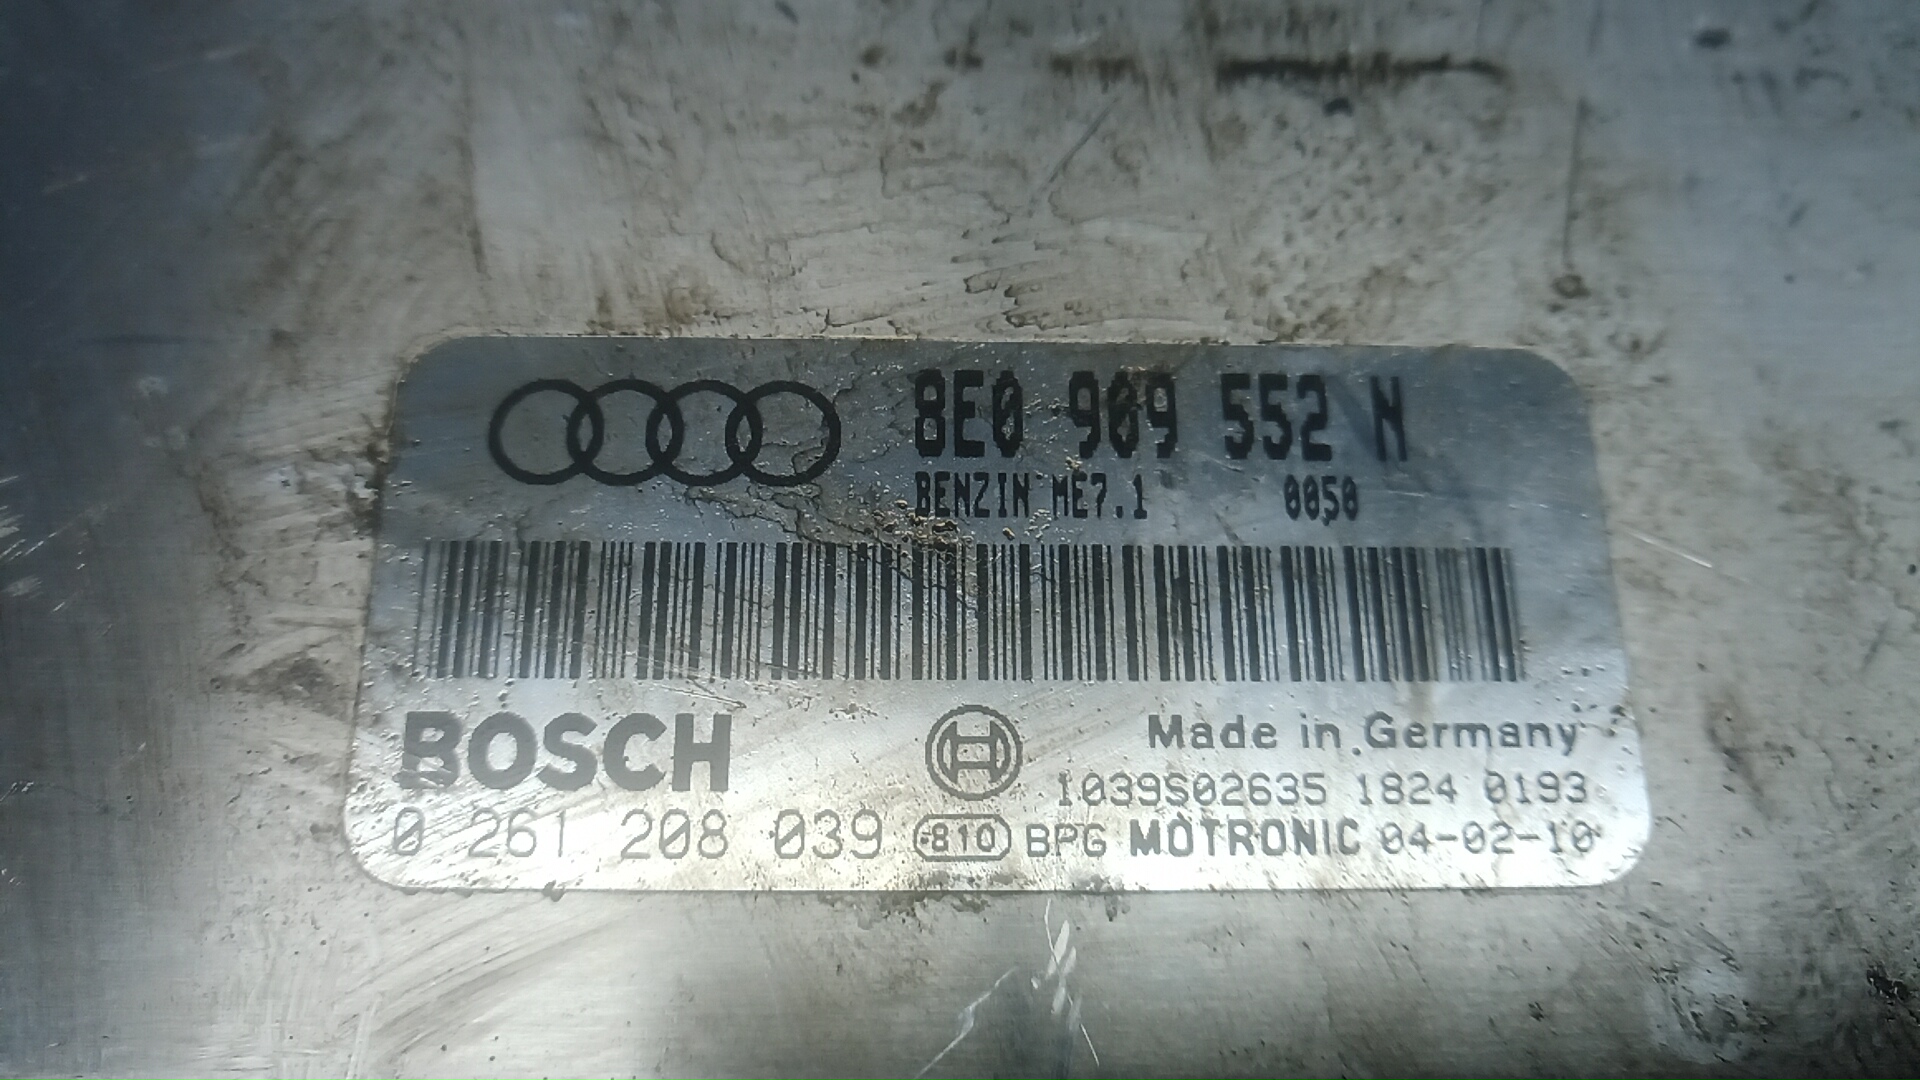 8E0 909 552 N
BENZIN ME7.1 0050
BOSCH
Made in Germany
1039S02635 1824 0193
0 261 208 039 810 BPG MOTRONIC 04-02-10